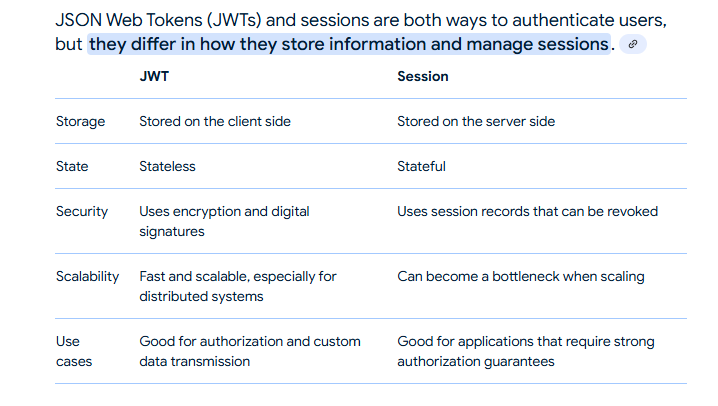 JSON Web Tokens (JWTs) and sessions are both ways to authenticate users,
but they differ in how they store information and manage sessions.
JWT Session
Storage Stored on the client side Stored on the server side
State Stateless Stateful
Security Uses encryption and digital Uses session records that can be revoked
signatures
Scalability Fast and scalable, especially for Can become a bottleneck when scaling
distributed systems
Use Good for authorization and custom Good for applications that require strong
cases data transmission authorization guarantees